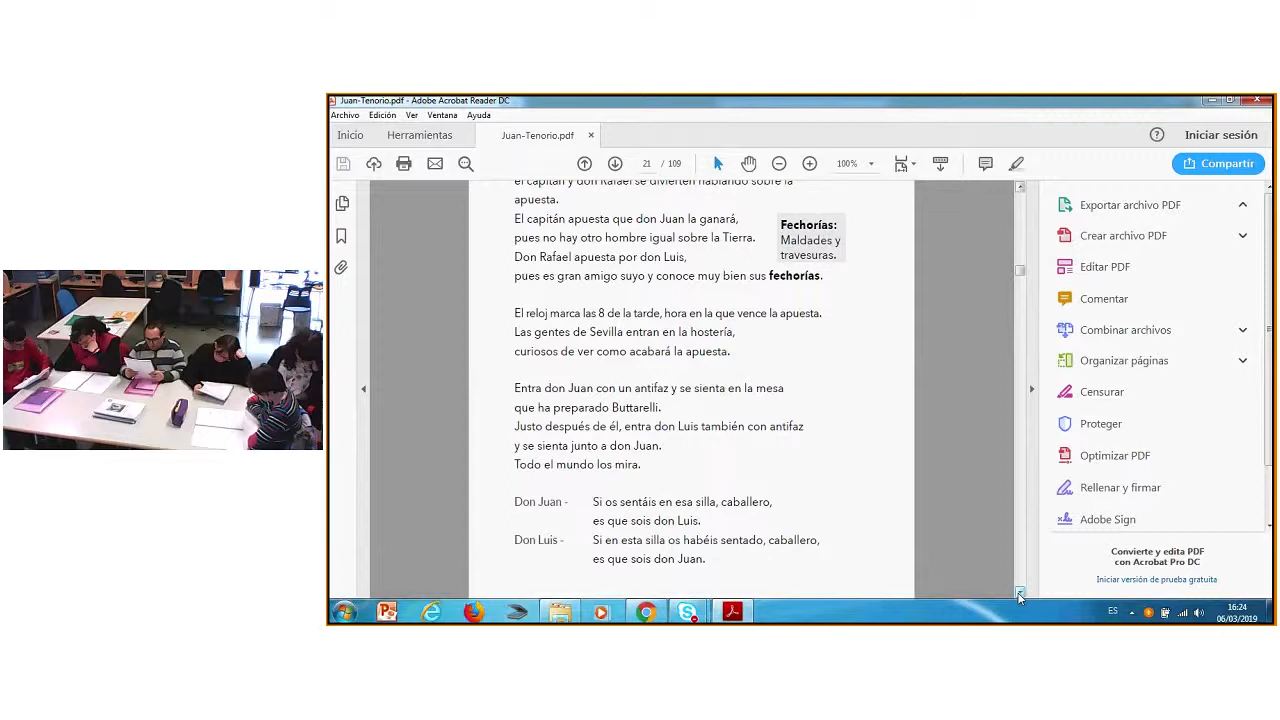 Juan-Tenorio.pdf - Adobe Acrobat Reader DC
Archivo Edición Ver Ventana Ayuda
Inicio Herramientas Juan-Tenorio.pdf × Iniciar sesión
21 / 109 100% Compartir
el capitán y don Rafael se divierten hablando sobre la
apuesta.
El capitán apuesta que don Juan la ganará,
pues no hay otro hombre igual sobre la Tierra.
Don Rafael apuesta por don Luis,
pues es gran amigo suyo y conoce muy bien sus fechorías.
Fechorías:
Maldades y
travesuras.
El reloj marca las 8 de la tarde, hora en la que vence la apuesta.
Las gentes de Sevilla entran en la hostería,
curiosos de ver como acabará la apuesta.
Entra don Juan con un antifaz y se sienta en la mesa
que ha preparado Buttarelli.
Justo después de él, entra don Luis también con antifaz
y se sienta junto a don Juan.
Todo el mundo los mira.
Don Juan - Si os sentáis en esa silla, caballero,
es que sois don Luis.
Don Luis - Si en esta silla os habéis sentado, caballero,
es que sois don Juan.
Exportar archivo PDF
Crear archivo PDF
Editar PDF
Comentar
Combinar archivos
Organizar páginas
Censurar
Proteger
Optimizar PDF
Rellenar y firmar
Adobe Sign
Convierte y edita PDF
con Acrobat Pro DC
Iniciar versión de prueba gratuita
ES 16:24
06/03/2019